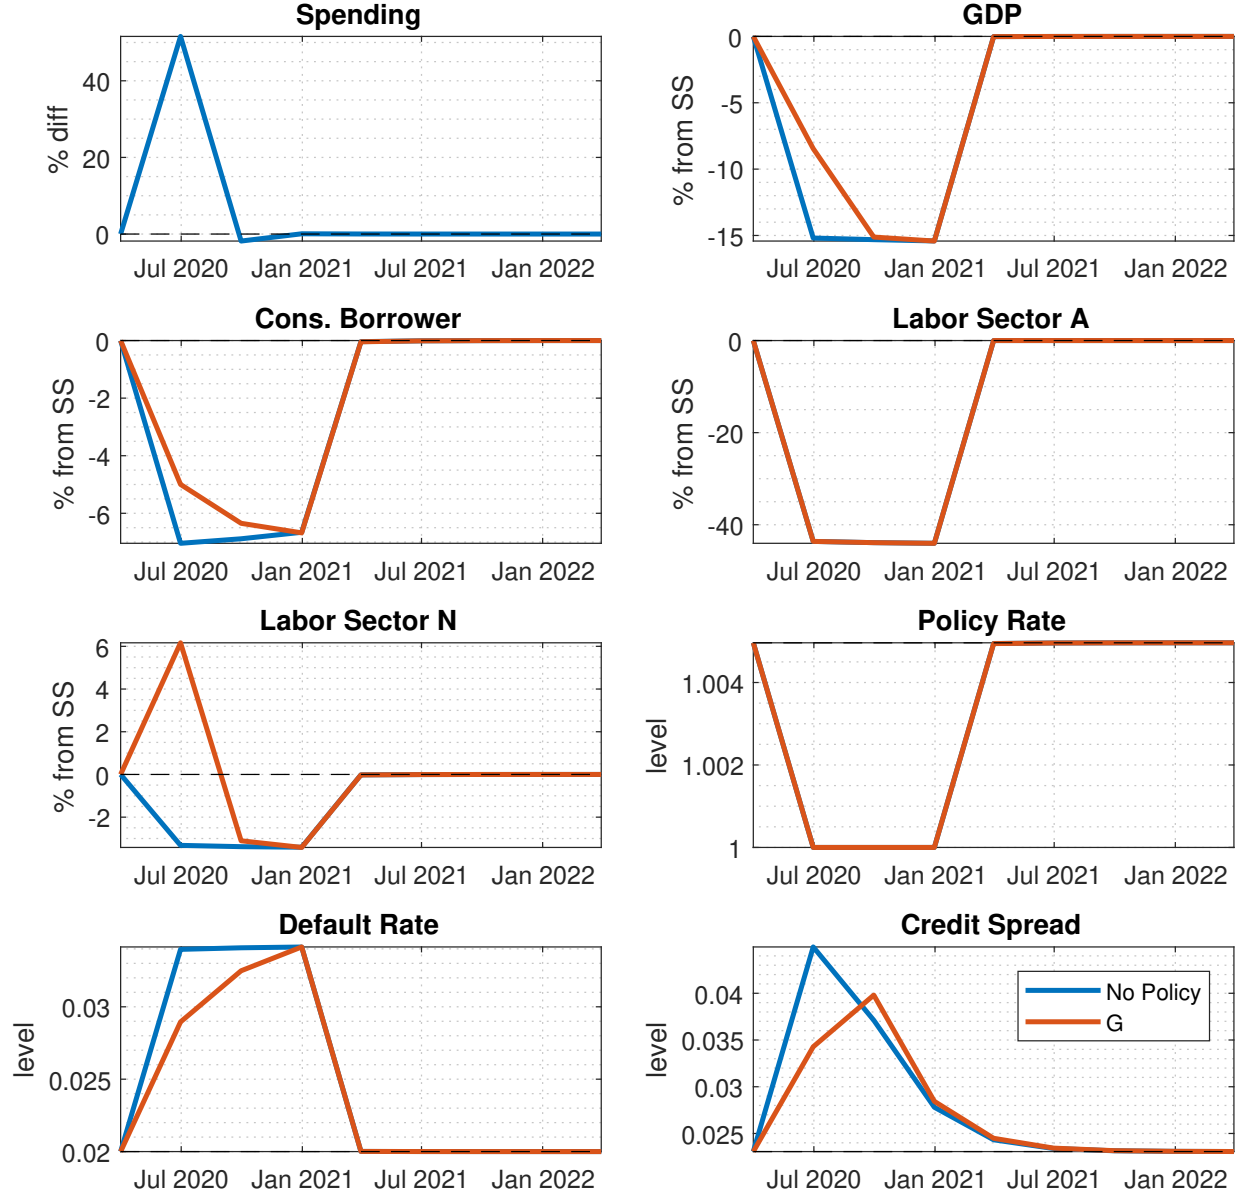 Spending
% diff
40
20
0
Jul 2020 Jan 2021 Jul 2021 Jan 2022
GDP
% from SS
0
-5
-10
-15
Jul 2020 Jan 2021 Jul 2021 Jan 2022
Cons. Borrower
% from SS
0
-2
-4
-6
Jul 2020 Jan 2021 Jul 2021 Jan 2022
Labor Sector A
% from SS
0
-20
-40
Jul 2020 Jan 2021 Jul 2021 Jan 2022
Labor Sector N
% from SS
6
4
2
0
-2
Jul 2020 Jan 2021 Jul 2021 Jan 2022
Policy Rate
level
1.004
1.002
1
Jul 2020 Jan 2021 Jul 2021 Jan 2022
Default Rate
level
0.03
0.025
0.02
Jul 2020 Jan 2021 Jul 2021 Jan 2022
Credit Spread
level
0.04
0.035
0.03
0.025
No Policy
G
Jul 2020 Jan 2021 Jul 2021 Jan 2022